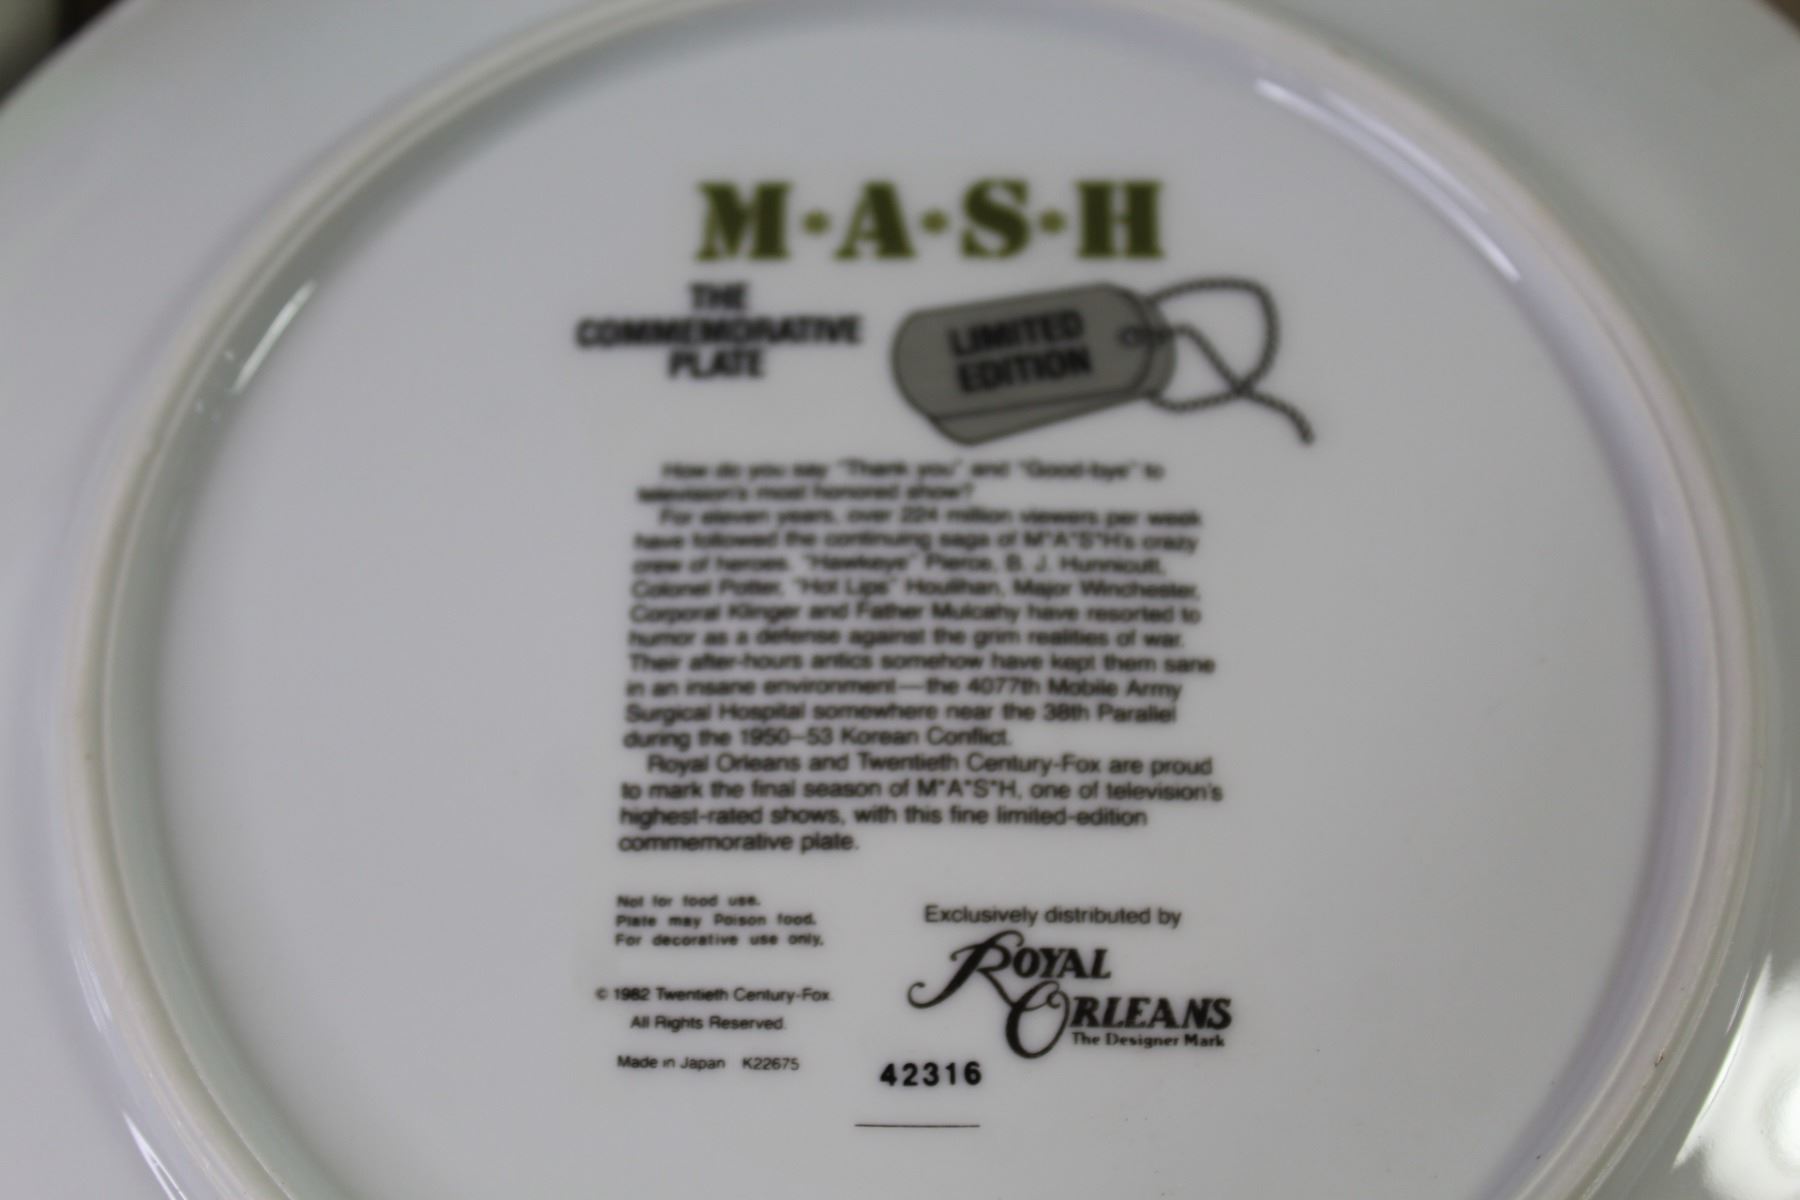 M·A·S·H
THE
COMMEMORATIVE
PLATE
LIMITED
EDITION
How do you say "Thank you" and "Good-bye" to
television's most honored show?
For eleven years, over 224 million viewers per week
have followed the continuing saga of M*A*S*H's crazy
crew of heroes. "Hawkeye" Pierce, B. J. Hunnicutt,
Colonel Potter, "Hot Lips" Houlihan, Major Winchester,
Corporal Klinger and Father Mulcahy have resorted to
humor as a defense against the grim realities of war.
Their after-hours antics somehow have kept them sane
in an insane environment—the 4077th Mobile Army
Surgical Hospital somewhere near the 38th Parallel
during the 1950–53 Korean Conflict.
Royal Orleans and Twentieth Century-Fox are proud
to mark the final season of M*A*S*H, one of television's
highest-rated shows, with this fine limited-edition
commemorative plate.
Not for food use.
Plate may Poison food.
For decorative use only.
© 1982 Twentieth Century-Fox.
All Rights Reserved.
Made in Japan K22675
Exclusively distributed by
ROYAL
ORLEANS
The Designer Mark
42316